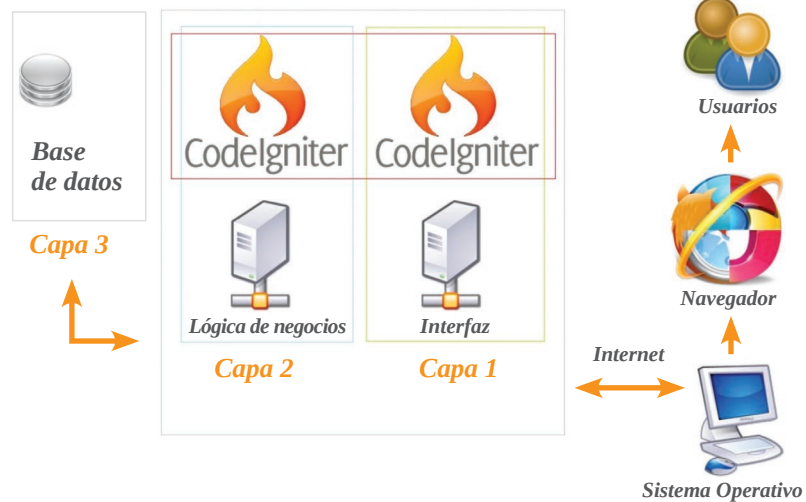 Base
de datos
Capa 3
CodeIgniter
CodeIgniter
Lógica de negocios
Interfaz
Capa 2
Capa 1
Internet
Usuarios
Navegador
Sistema Operativo